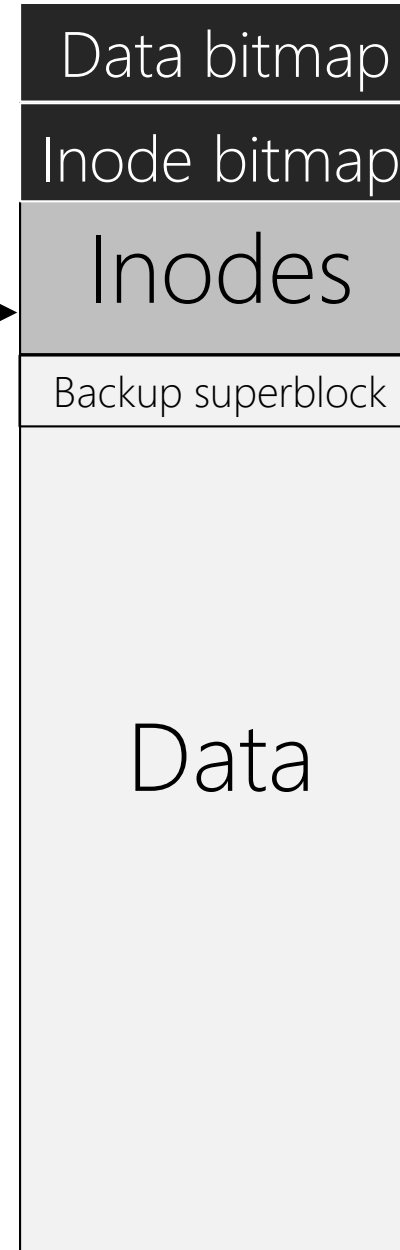 Data bitmap
Inode bitmap
Inodes
Backup superblock
Data